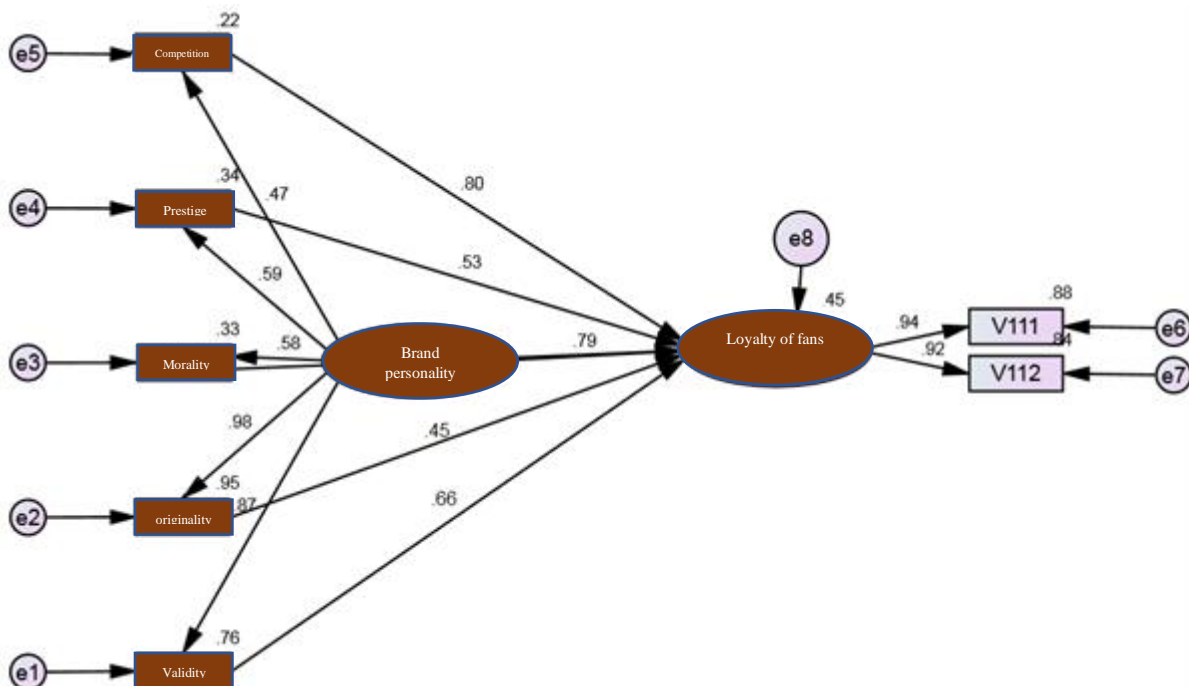 .22
e5
Competition
.34
.47
.80
e4
Prestige
.59
.53
e8
.33
.58
45
.88
e3
Morality
Brand
personality
.79
Loyalty of fans
.94
V111
e6
.84
.92
V112
e7
.98
.45
.95
.87
e2
originality
.66
.76
e1
Validity